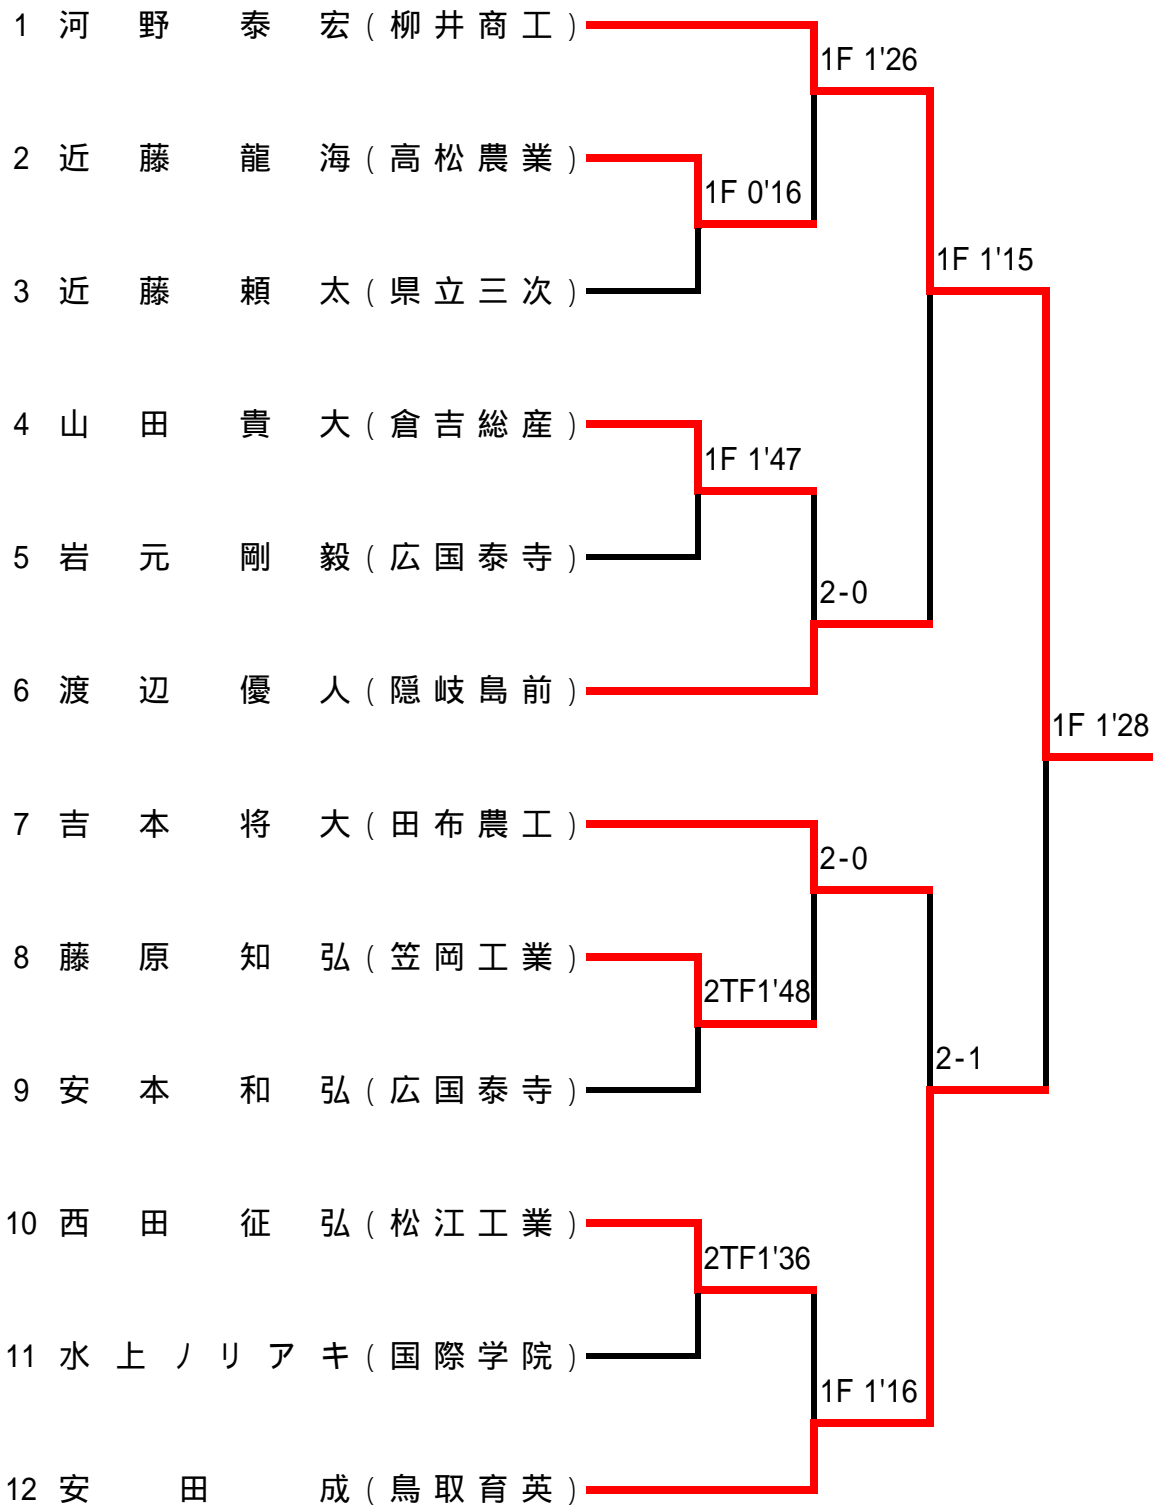 1 河野泰宏(柳井商工)
1F 1'26
2 近藤龍海(高松農業)
1F 0'16
1F 1'15
3 近藤頼太(県立三次)
4 山田貴大(倉吉総産)
1F 1'47
5 岩元剛毅(広国泰寺)
2-0
6 渡辺優人(隠岐島前)
1F 1'28
7 吉本将大(田布農工)
2-0
8 藤原知弘(笠岡工業)
2TF1'48
2-1
9 安本和弘(広国泰寺)
10 西田征弘(松江工業)
2TF1'36
11 水上ノリアキ(国際学院)
1F 1'16
12 安田成(鳥取育英)